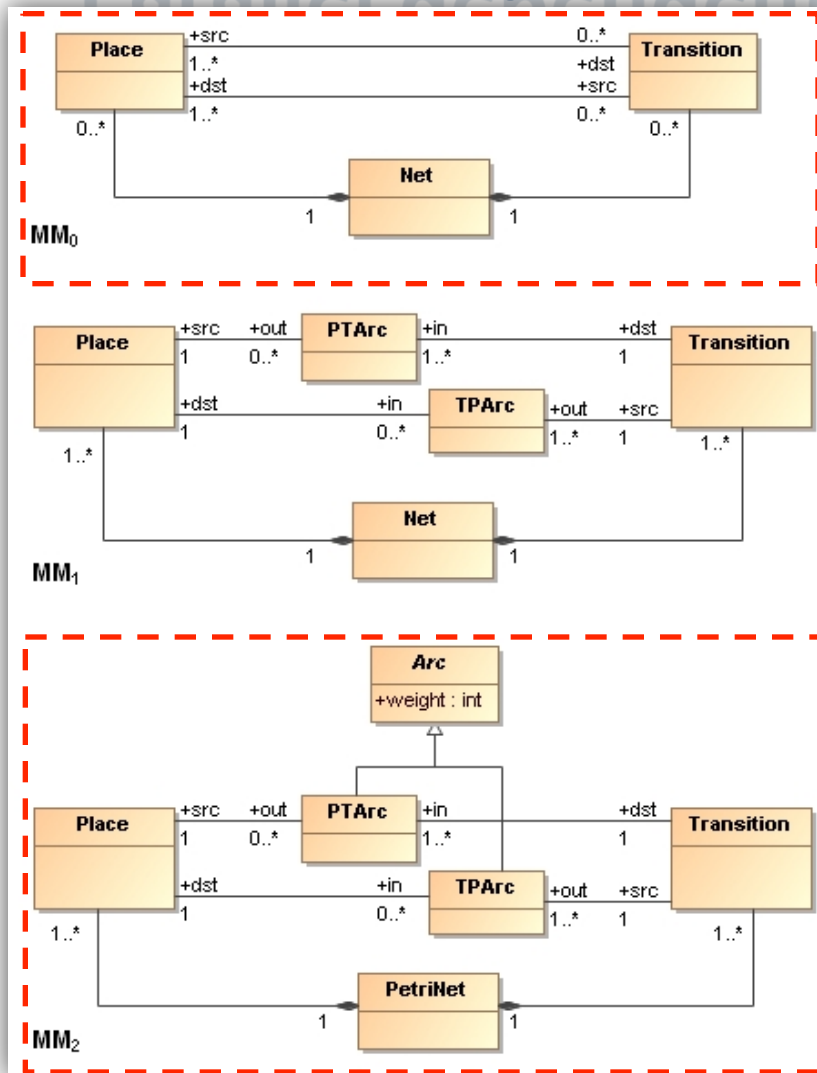 +src 0..*
Place Transition
1..* +dst
+dst +src
1..* 0..*
0..* 0..*
Net
1 1
MM₀
+src +out PTArc +in +dst
Place Transition
1 0..* 1..* 1
+dst +in TPArc +out +src
1 0..* 1..* 1
1..* 1..*
Net
1 1
MM₁
Arc
+weight : int
+src +out PTArc +in +dst
Place Transition
1 0..* 1..* 1
+dst +in TPArc +out +src
1 0..* 1..* 1
1..* 1..*
PetriNet
1 1
MM₂